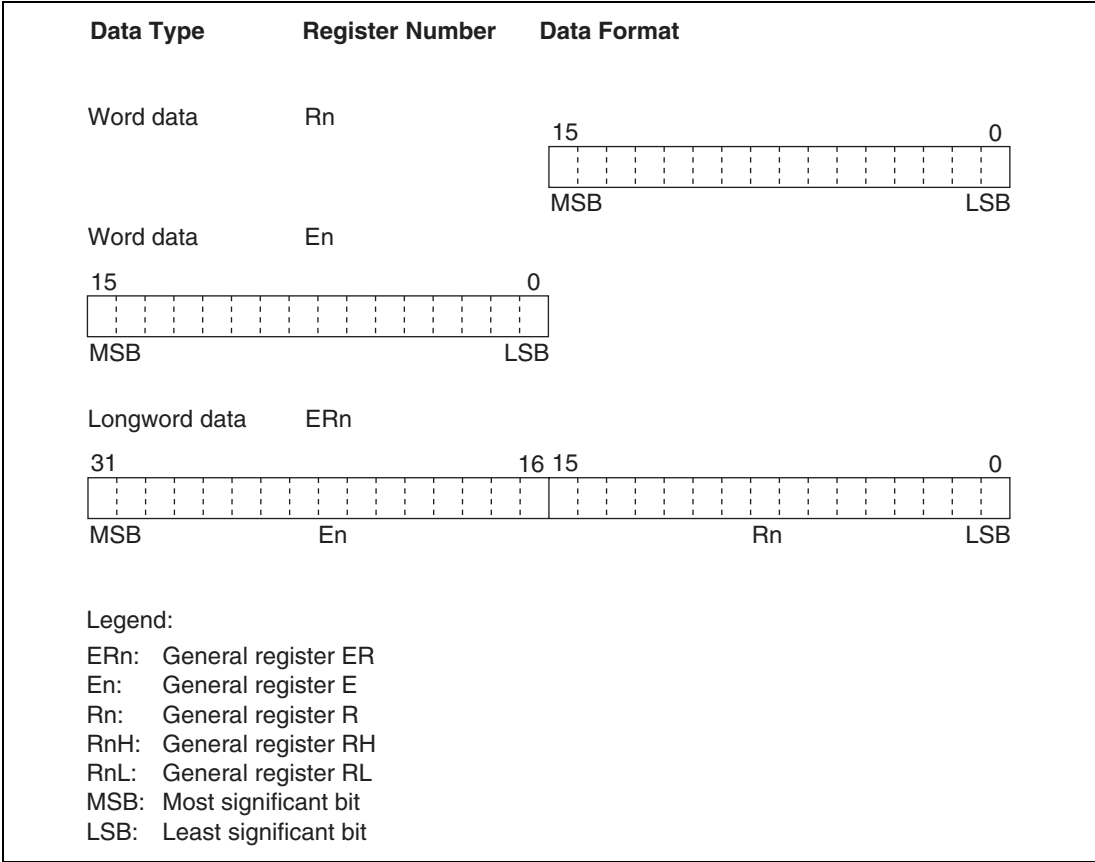 Data Type Register Number Data Format
Word data Rn
15 0
MSB LSB
Word data En
15 0
MSB LSB
Longword data ERn
31 16 15 0
MSB En Rn LSB
Legend:
ERn: General register ER
En: General register E
Rn: General register R
RnH: General register RH
RnL: General register RL
MSB: Most significant bit
LSB: Least significant bit